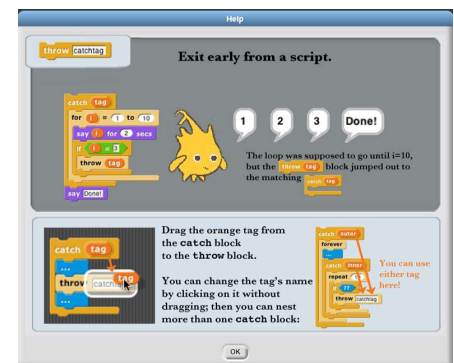 Help
throw catchtag
Exit early from a script.
catch tag
for i = 1 to 10
say i for 2 secs
if i = 3
throw tag
say Done!
1 2 3 Done!
The loop was supposed to go until i=10,
but the throw tag block jumped out to
the matching catch tag
Drag the orange tag from
the catch block
to the throw block.
You can change the tag's name
by clicking on it without
dragging; then you can nest
more than one catch block:
catch tag
...
throw catchtag tag
...
catch outer
forever
...
catch inner
repeat
if ??
throw catchtag
You can use
either tag
here!
OK